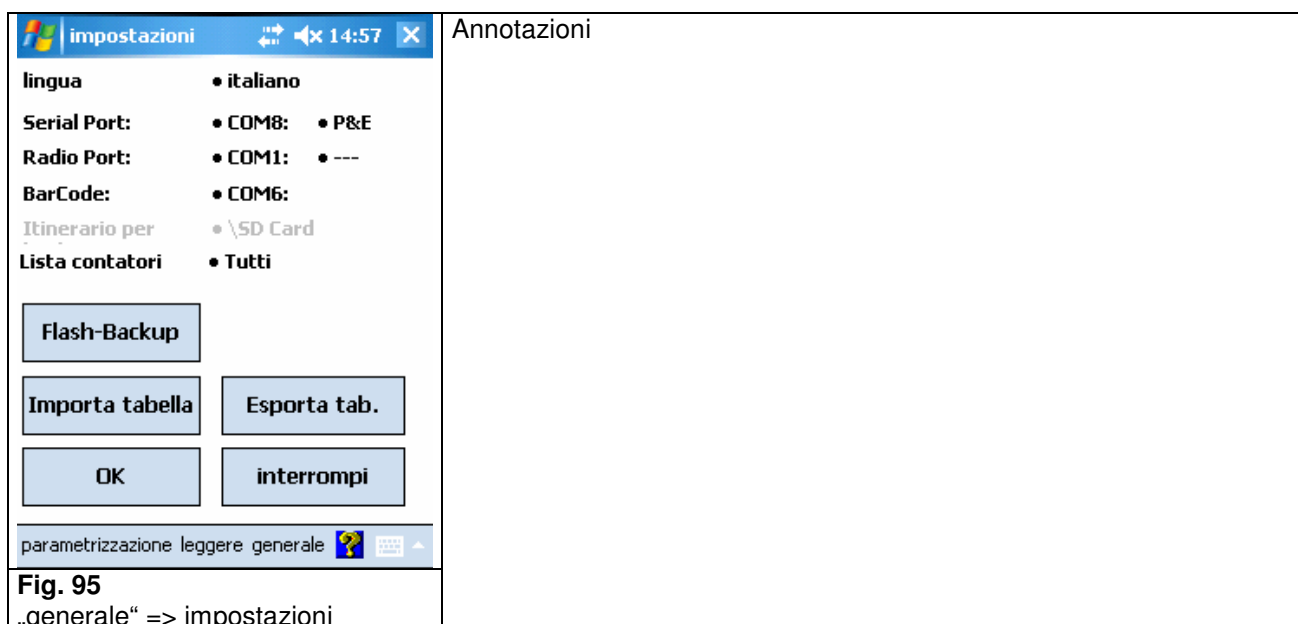 impostazioni 14:57
Annotazioni
lingua • italiano
Serial Port: • COM8: • P&E
Radio Port: • COM1: • ---
BarCode: • COM6:
Itinerario per • \SD Card
Lista contatori • Tutti
Flash-Backup
Importa tabella Esporta tab.
OK interrompi
parametrizzazione leggere generale ?
Fig. 95
„generale“ => impostazioni